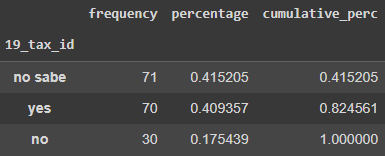 frequency percentage cumulative_perc
19_tax_id
no sabe 71 0.415205 0.415205
yes 70 0.409357 0.824561
no 30 0.175439 1.000000